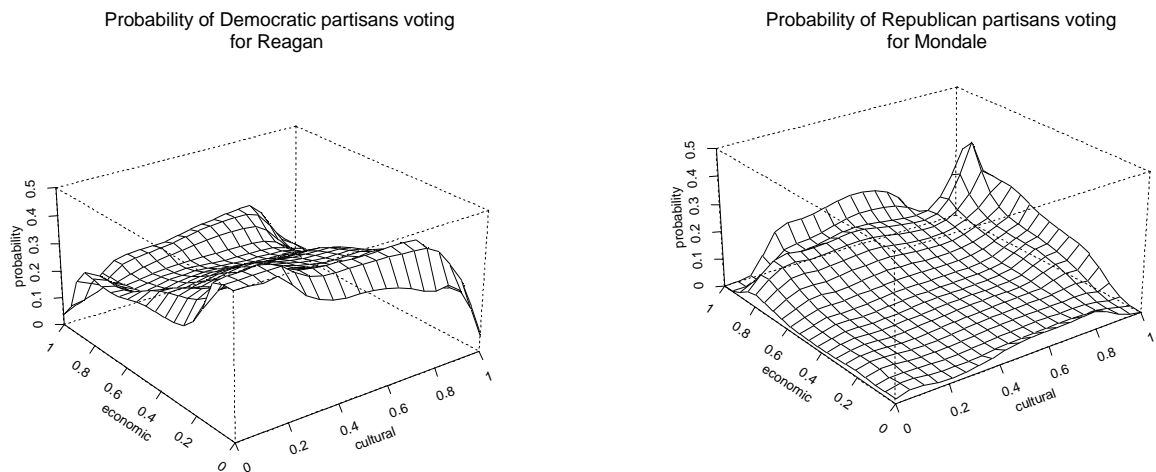 Probability of Democratic partisans voting
for Reagan
probability
0 0.1 0.2 0.3 0.4 0.5
economic
1 0.8 0.6 0.4 0.2 0
cultural
0 0.2 0.4 0.6 0.8 1
Probability of Republican partisans voting
for Mondale
probability
0 0.1 0.2 0.3 0.4 0.5
economic
1 0.8 0.6 0.4 0.2 0
cultural
0 0.2 0.4 0.6 0.8 1